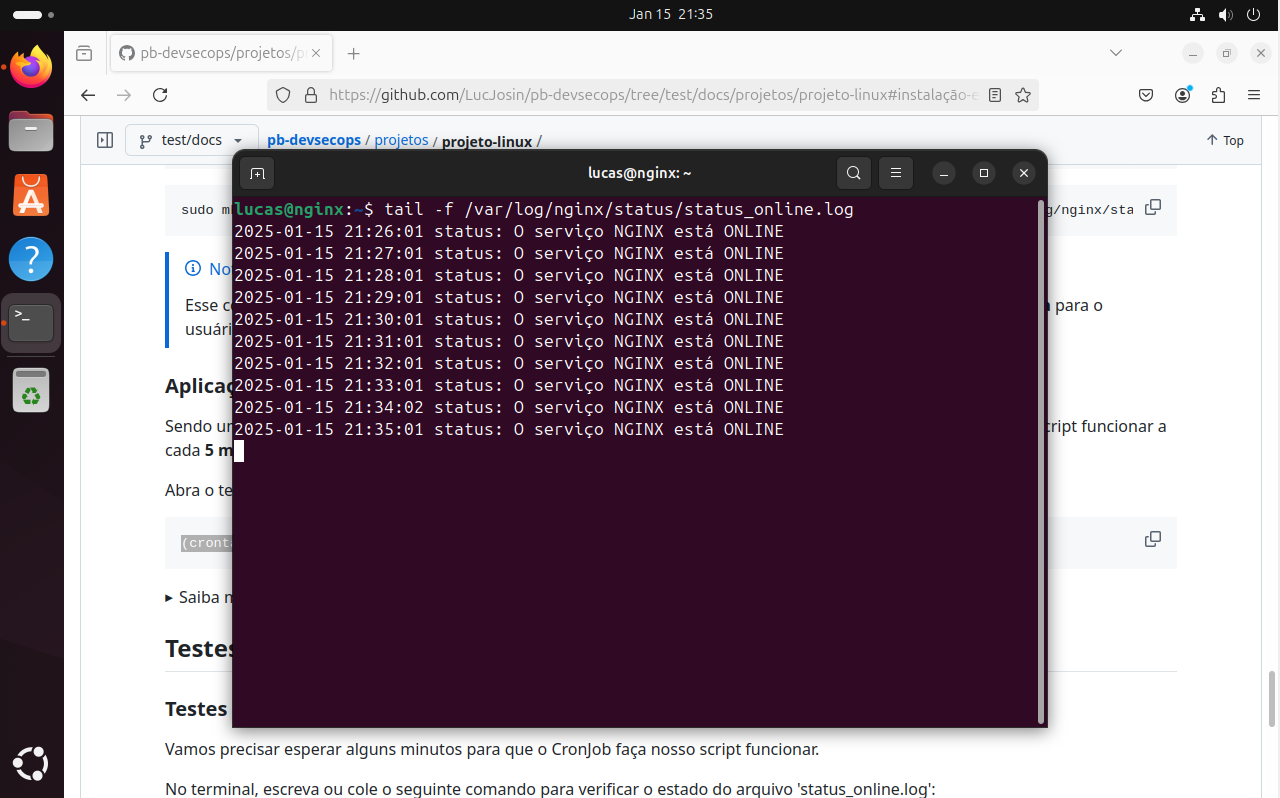 Jan 15 21:35
pb-devsecops/projetos/p
https://github.com/LucJosin/pb-devsecops/tree/test/docs/projetos/projeto-linux#instalação-e
test/docs
pb-devsecops / projetos / projeto-linux /
Top
lucas@nginx: ~
sudo m
g/nginx/sta
lucas@nginx:~$ tail -f /var/log/nginx/status/status_online.log
2025-01-15 21:26:01 status: O serviço NGINX está ONLINE
2025-01-15 21:27:01 status: O serviço NGINX está ONLINE
2025-01-15 21:28:01 status: O serviço NGINX está ONLINE
2025-01-15 21:29:01 status: O serviço NGINX está ONLINE
2025-01-15 21:30:01 status: O serviço NGINX está ONLINE
2025-01-15 21:31:01 status: O serviço NGINX está ONLINE
2025-01-15 21:32:01 status: O serviço NGINX está ONLINE
2025-01-15 21:33:01 status: O serviço NGINX está ONLINE
2025-01-15 21:34:02 status: O serviço NGINX está ONLINE
2025-01-15 21:35:01 status: O serviço NGINX está ONLINE
No
Esse c
a para o
usuári
Aplicaç
Sendo u
cript funcionar a
cada 5 m
Abra o te
(cront
Saiba
Testes
Testes
Vamos precisar esperar alguns minutos para que o CronJob faça nosso script funcionar.
No terminal, escreva ou cole o seguinte comando para verificar o estado do arquivo 'status_online.log':